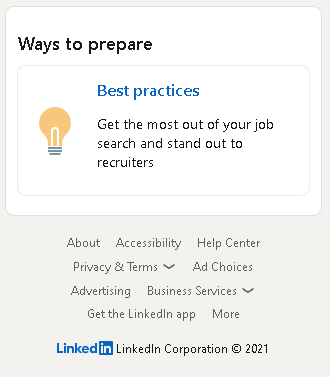 Ways to prepare
Best practices
Get the most out of your job
search and stand out to
recruiters
About Accessibility Help Center
Privacy & Terms Ad Choices
Advertising Business Services
Get the LinkedIn app More
LinkedIn LinkedIn Corporation © 2021